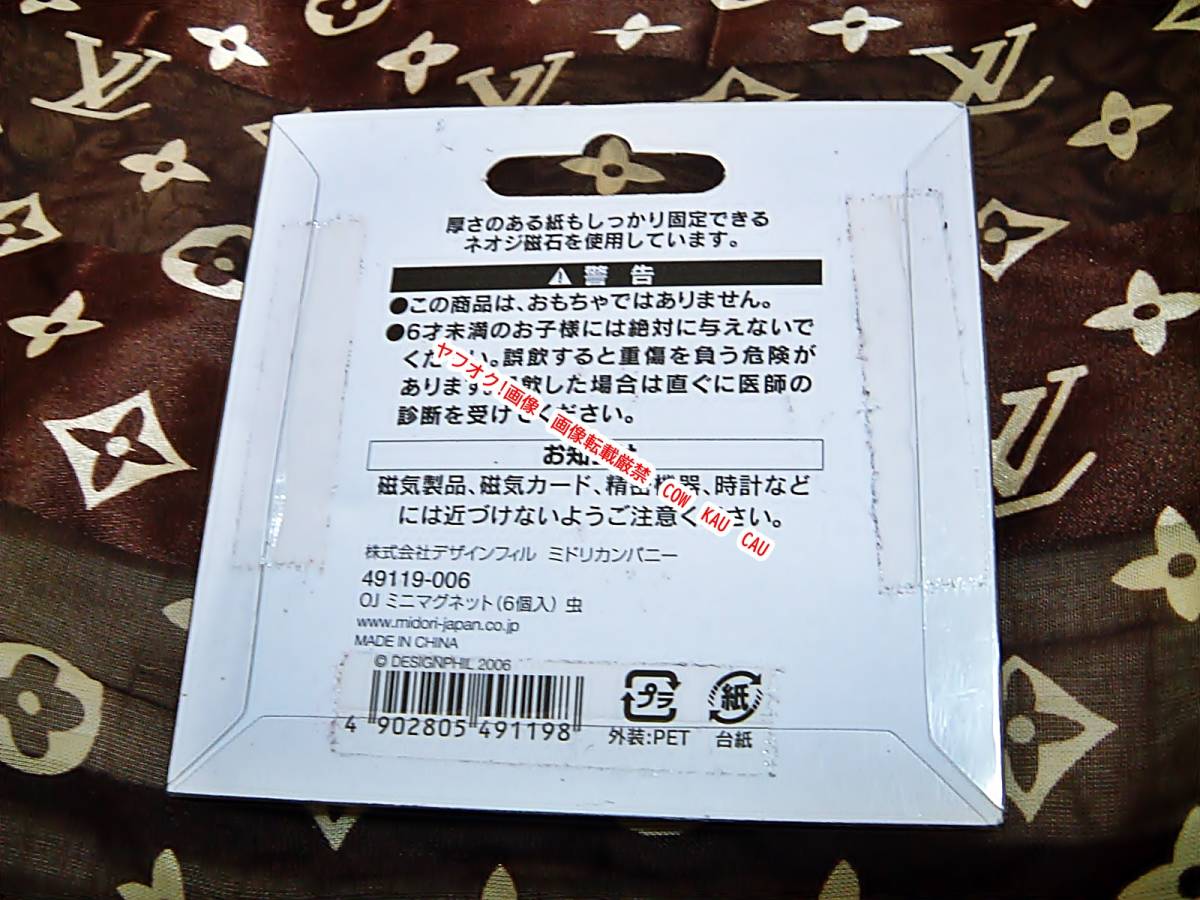 厚さのある紙もしっかり固定できる
ネオジ磁石を使用しています。
⚠ 警告
●この商品は、おもちゃではありません。
●6才未満のお子様には絶対に与えないで
くだ い。誤飲すると重傷を負う危険が
あります 飲した場合は直ぐに医師の
診断を受けてください。
お知
磁気製品、磁気カード、精密機器、時計など
には近づけないようご注意く さい。
ヤフオク!画像 画像転載厳禁 COW KAU CAU
株式会社デザインフィル ミドリカンパニー
49119-006
OJ ミニマグネット(6個入) 虫
www.midori-japan.co.jp
MADE IN CHINA
© DESIGNPHIL 2006
4 902805 491198
プラ
紙
外装:PET 台紙